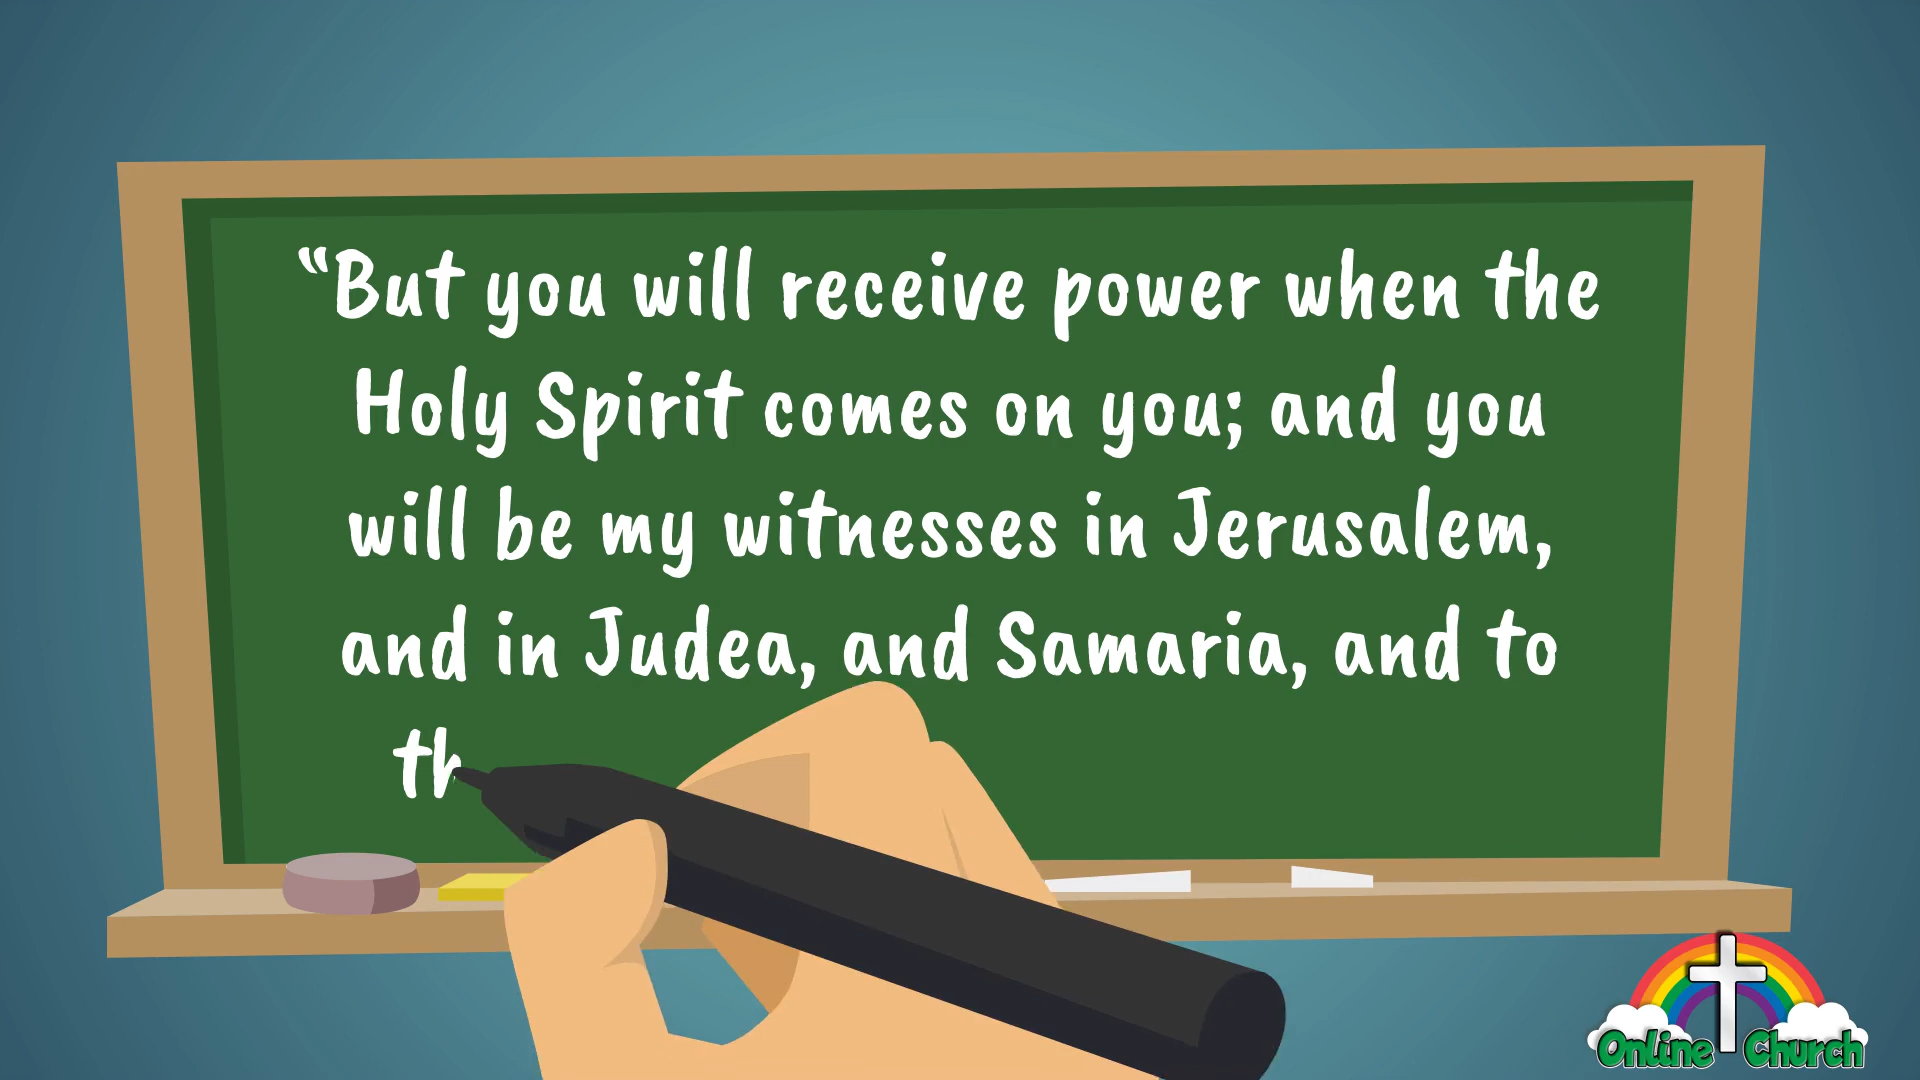 “But you will receive power when the
Holy Spirit comes on you; and you
will be my witnesses in Jerusalem,
and in Judea, and Samaria, and to
th
Online Church